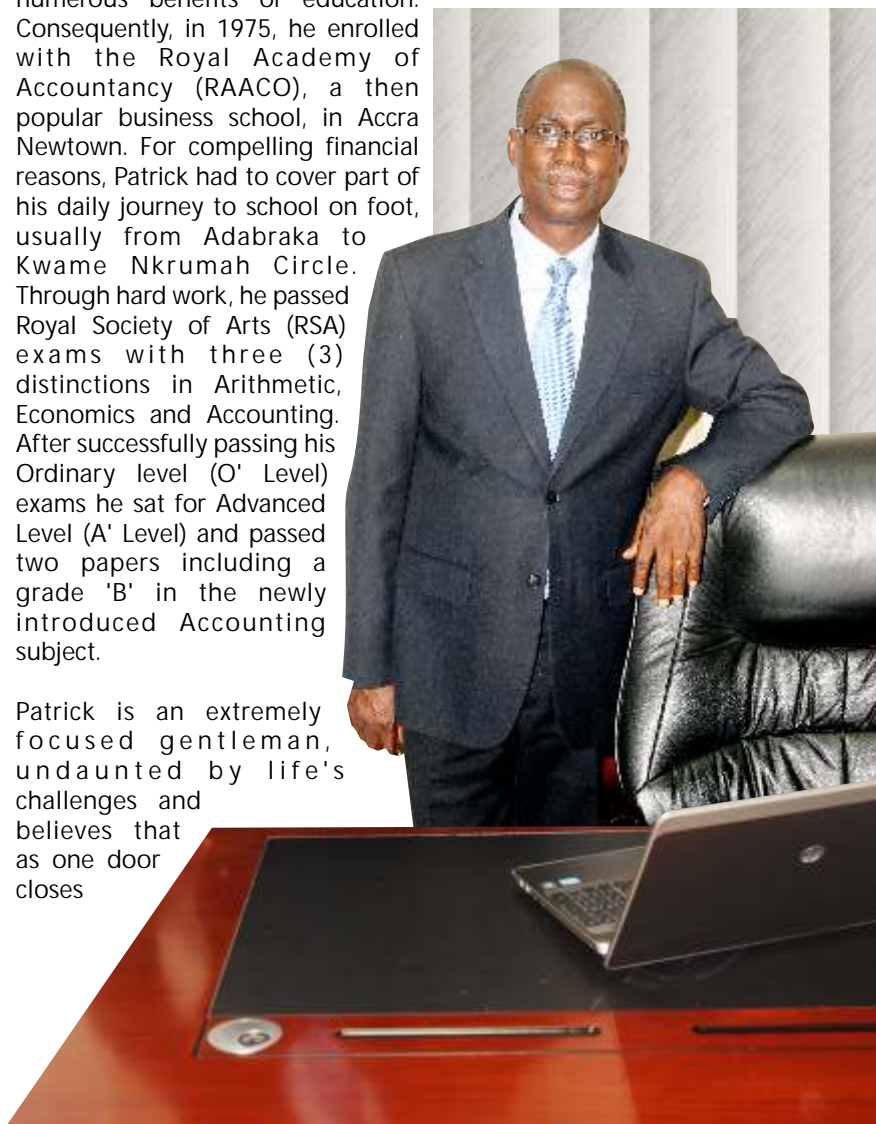 numerous benefits of education.
Consequently, in 1975, he enrolled
with the Royal Academy of
Accountancy (RAACO), a then
popular business school, in Accra
Newtown. For compelling financial
reasons, Patrick had to cover part of
his daily journey to school on foot,
usually from Adabraka to
Kwame Nkrumah Circle.
Through hard work, he passed
Royal Society of Arts (RSA)
exams with three (3)
distinctions in Arithmetic,
Economics and Accounting.
After successfully passing his
Ordinary level (O' Level)
exams he sat for Advanced
Level (A' Level) and passed
two papers including a
grade 'B' in the newly
introduced Accounting
subject.
Patrick is an extremely
focused gentleman,
undaunted by life's
challenges and
believes that
as one door
closes